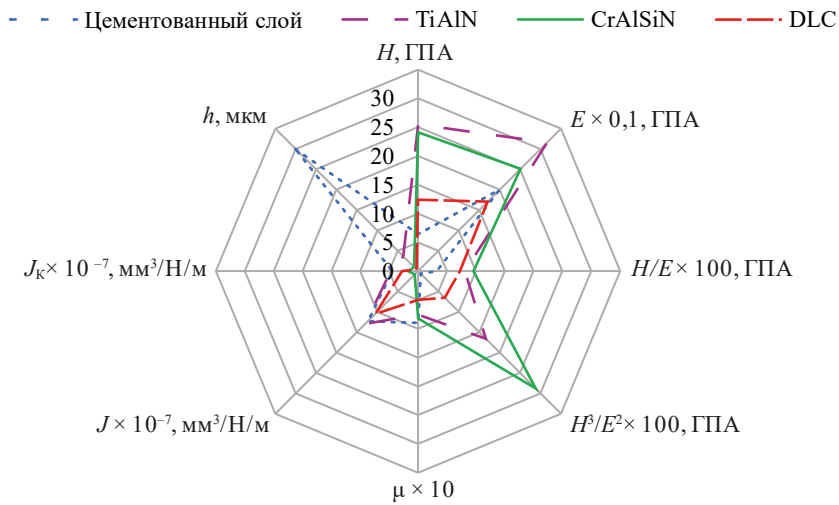 Цементованный слой TiAlN CrAlSiN DLC
H, ГПА
h, мкм
E × 0,1, ГПА
30
25
20
15
10
5
0
Jк× 10 ⁻⁷, мм³/Н/м
H/E × 100, ГПА
J × 10⁻⁷, мм³/Н/м
H³/E²× 100, ГПА
μ × 10